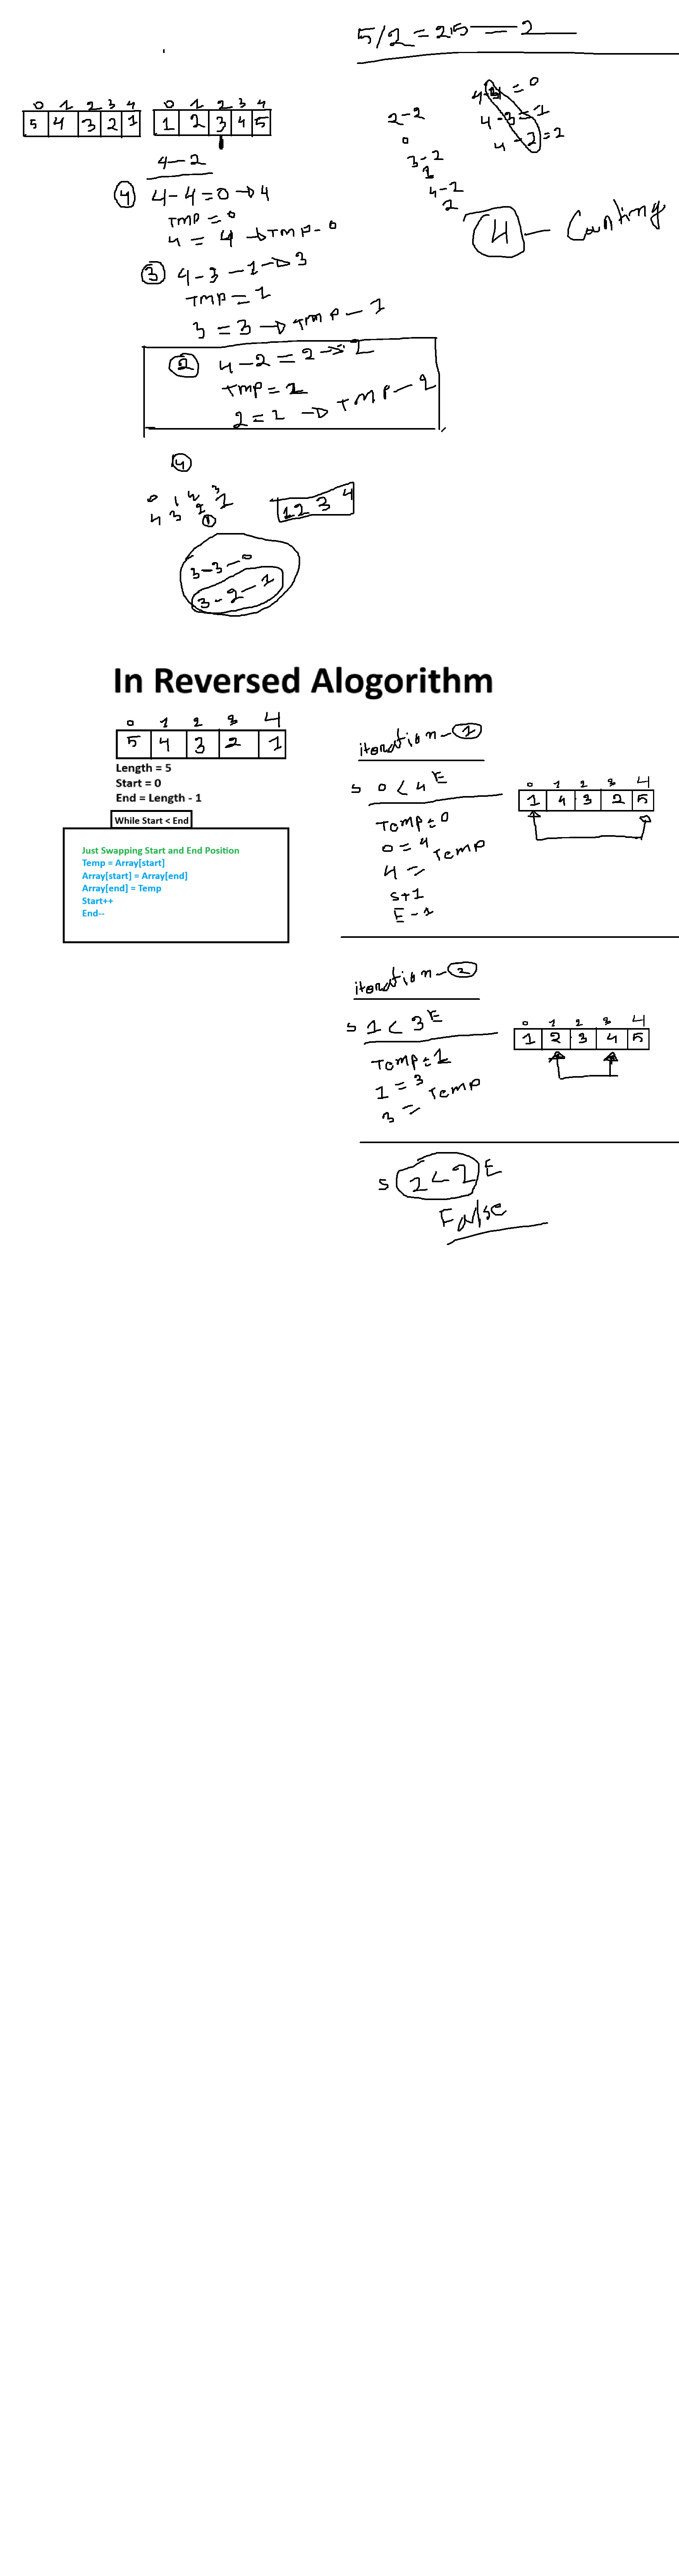 5/2 = 2.5 = 2
0 1 2 3 4
5 4 3 2 1
0 1 2 3 4
1 2 3 4 5
4-2
4 4-4=0→4
TMP = 0
4 = 4 → TMP-0
3 4-3-1→3
TMP = 1
3 = 3 → TMP-1
2 4-2=2→2
TMP = 2
2 = 2 → TMP-2
2-2
0
3-2
1
4-2
2
4-4=0
4-3=1
4-2=2
4 - Counting
4
0 1 2 3
4 3 2 1
1
1 2 3 4
3-3-0
3-2-1
In Reversed Alogorithm
0 1 2 3 4
5 4 3 2 1
Length = 5
Start = 0
End = Length - 1
While Start < End
Just Swapping Start and End Position
Temp = Array[start]
Array[start] = Array[end]
Array[end] = Temp
Start++
End--
iteration-1
S 0 < 4 E
Temp=0
0 = 4
4 = Temp
S+1
E-1
0 1 2 3 4
1 4 3 2 5
iteration-2
S 1 < 3 E
Temp=1
1 = 3
3 = Temp
0 1 2 3 4
1 2 3 4 5
S 2 < 2 E
False